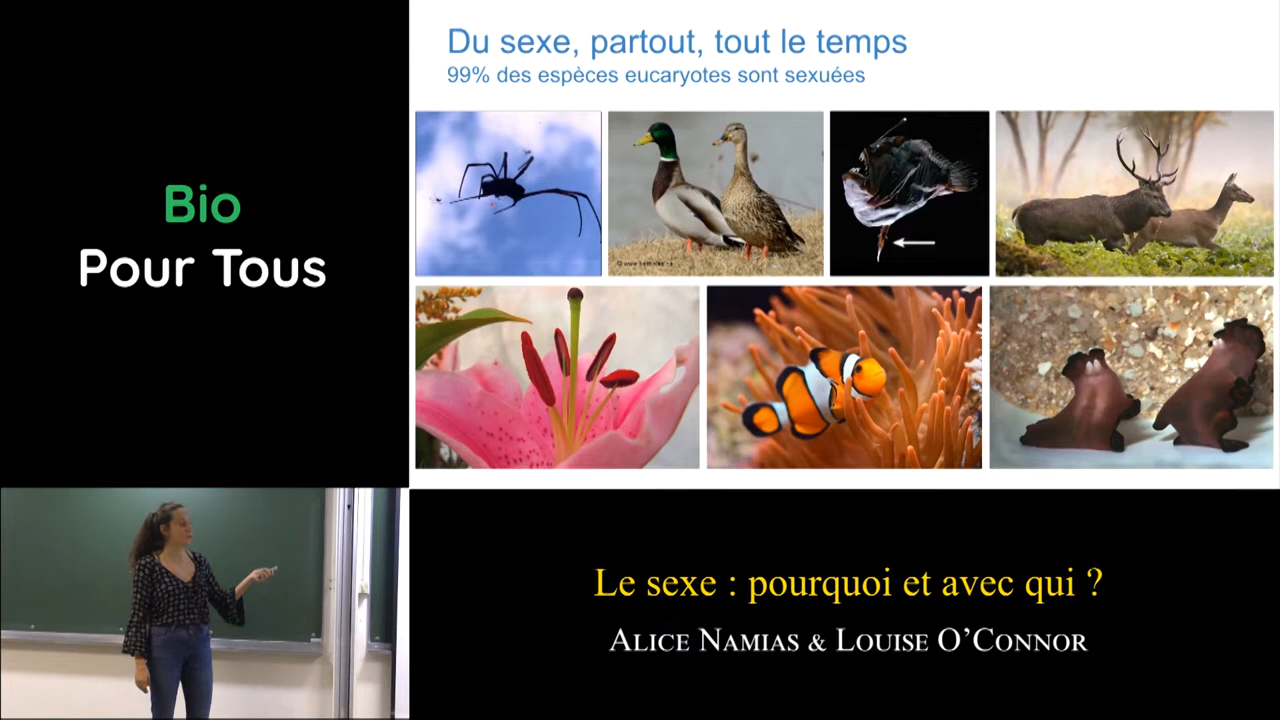 Bio
Pour Tous
Du sexe, partout, tout le temps
99% des espèces eucaryotes sont sexuées
Le sexe : pourquoi et avec qui ?
ALICE NAMIAS & LOUISE O'CONNOR